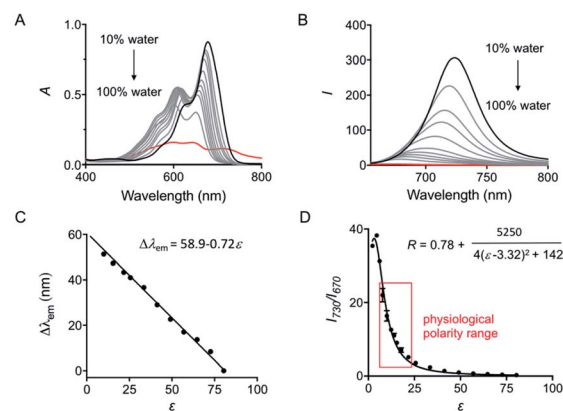 A
1.0
0.5
0.0
A
10% water
100% water
400
500
600
700
800
Wavelength (nm)
B
400
300
200
100
0
I
10% water
100% water
700
750
800
Wavelength (nm)
C
60
40
20
0
Δλem (nm)
Δλem = 58.9-0.72ε
0
25
50
75
100
ε
D
60
40
20
0
I730/I670
R = 0.78 + 5250
4(ε-3.32)² + 142
physiological
polarity range
0
25
50
75
100
ε